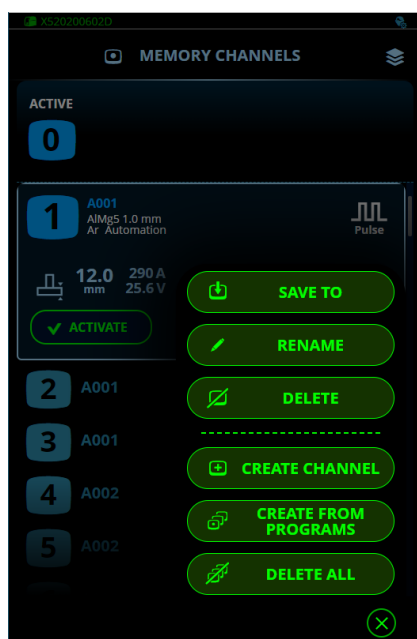 XS20200602D
MEMORY CHANNELS
ACTIVE
0
1
A001
AlMg5 1.0 mm
Ar Automation
Pulse
12.0
mm
290 A
25.6 V
ACTIVATE
2 A001
3 A001
4 A002
5 A002
SAVE TO
RENAME
DELETE
CREATE CHANNEL
CREATE FROM
PROGRAMS
DELETE ALL